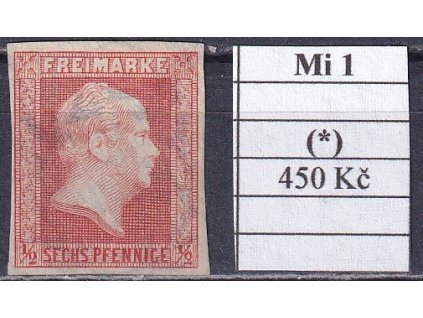 FREIMARKE
½ SECHS PFENNIGE ½
Mi 1
(*)
450 Kč